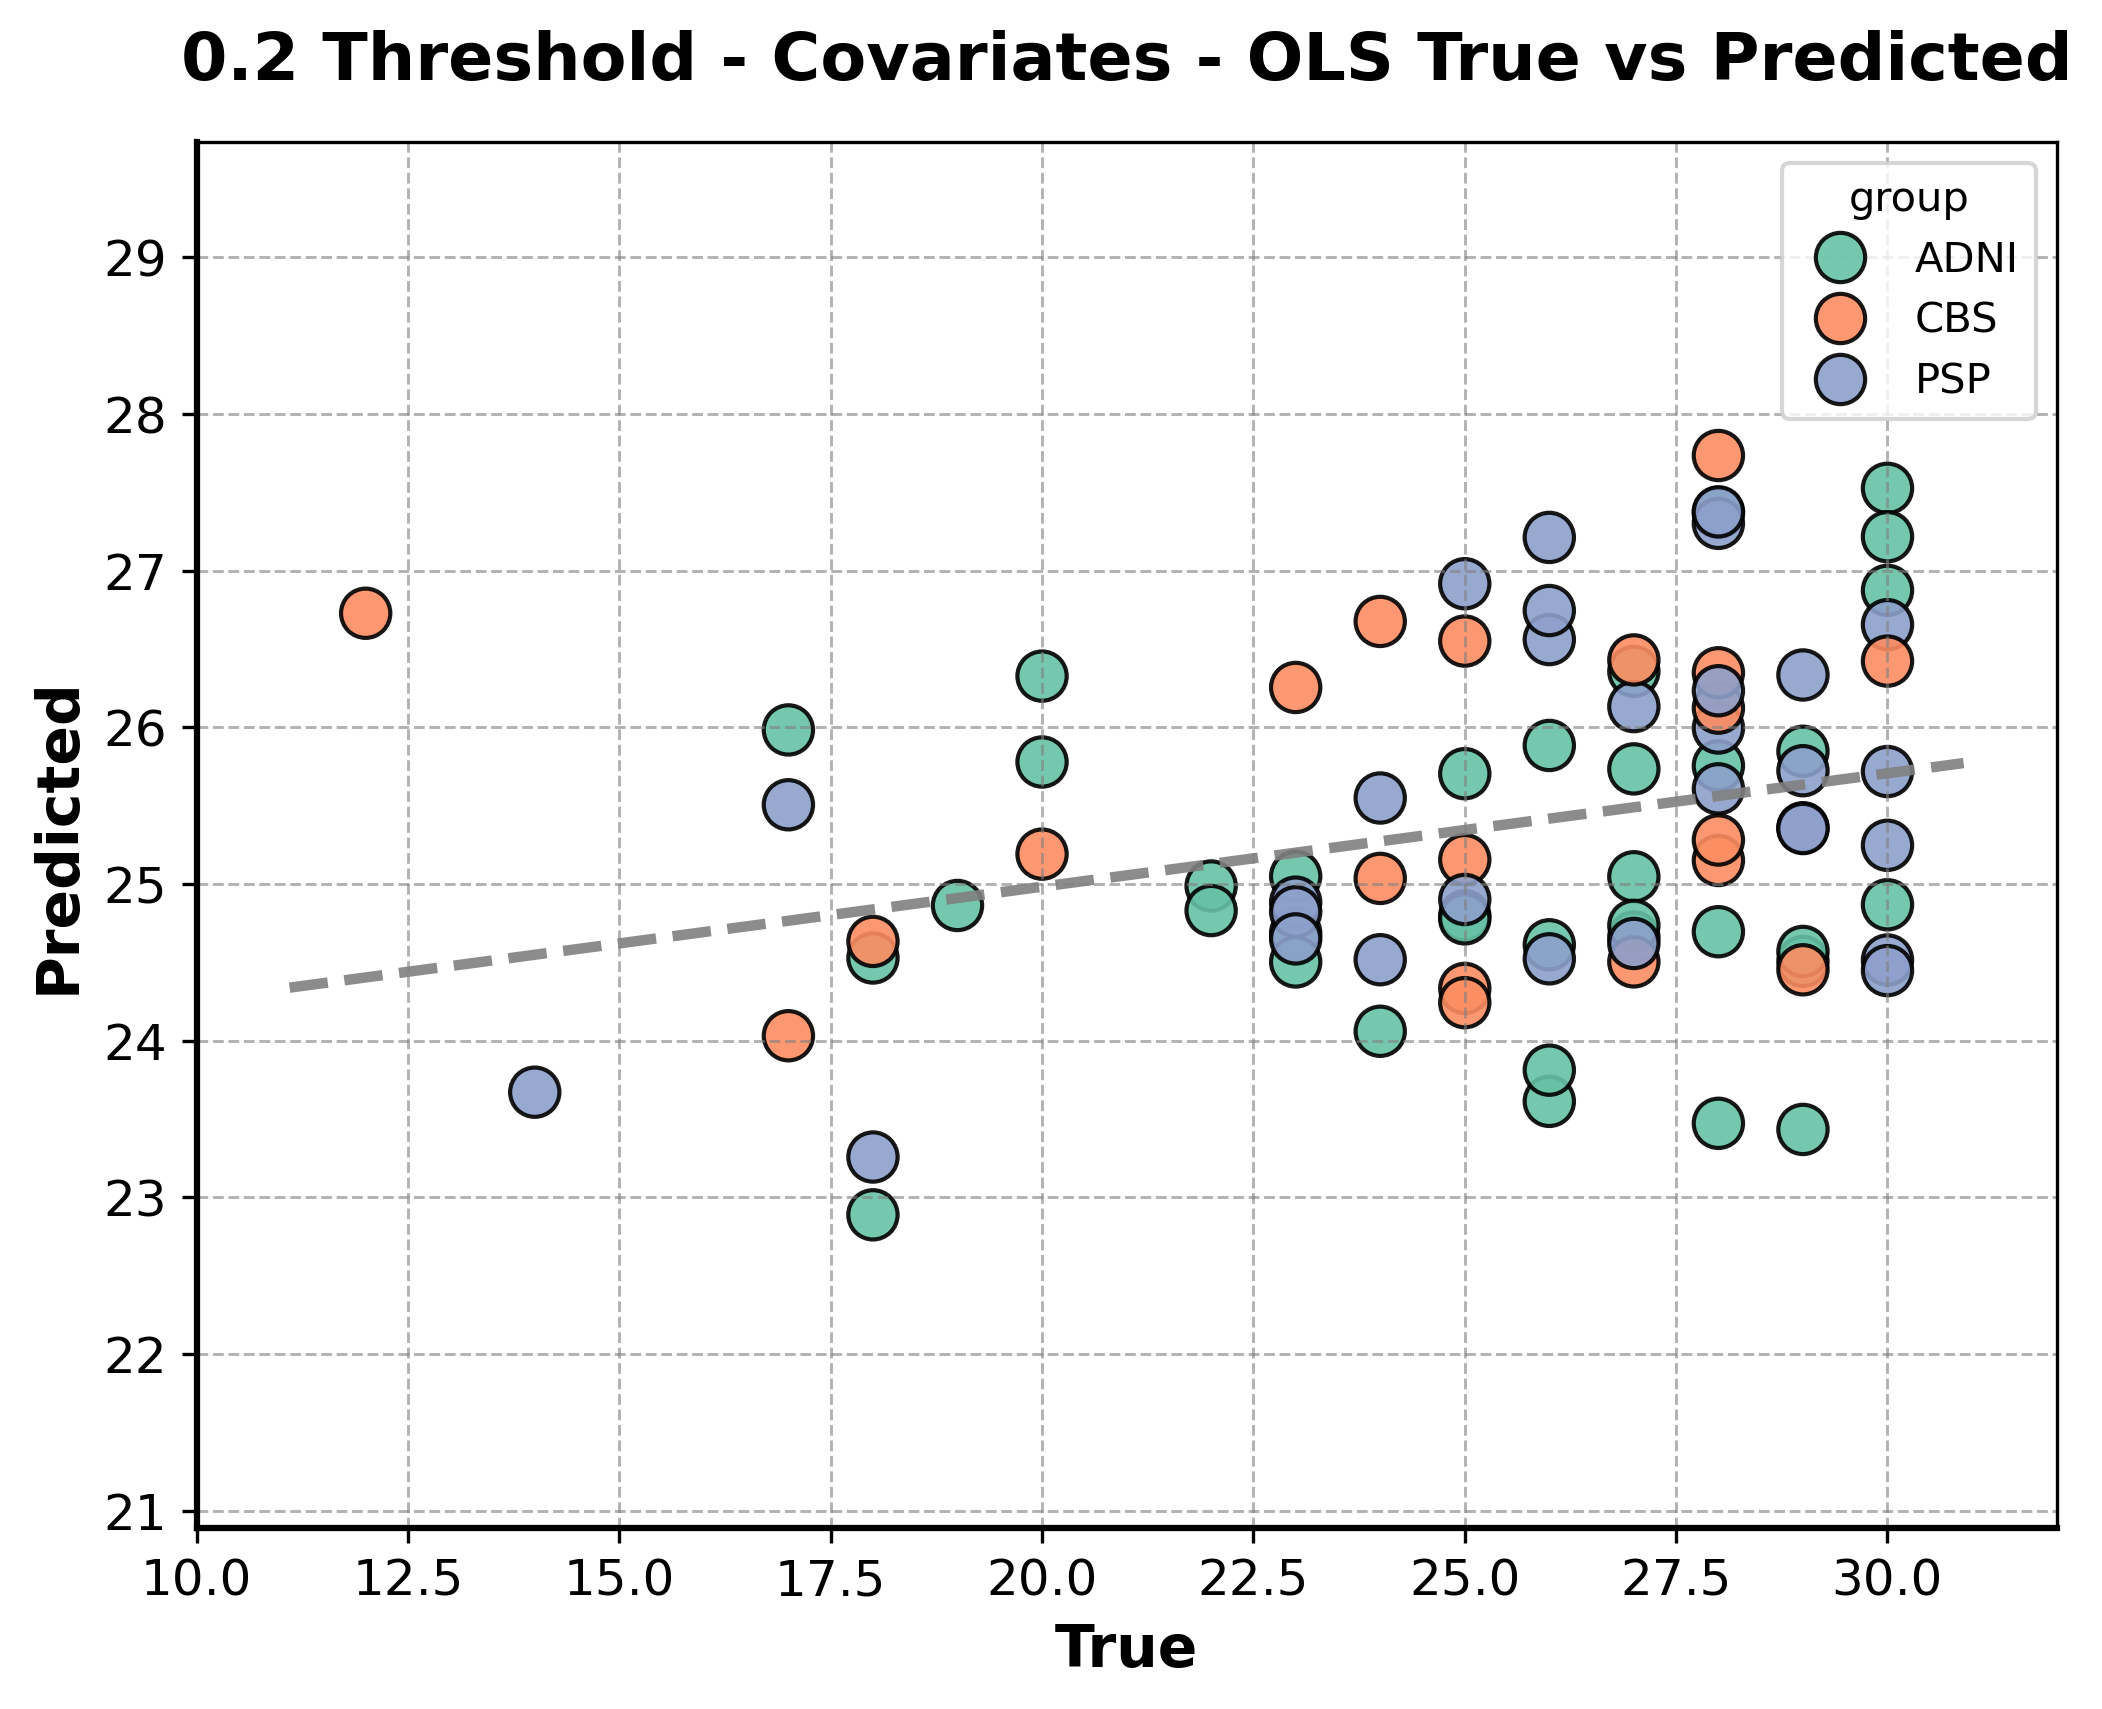 0.2 Threshold - Covariates - OLS True vs Predicted
group
ADNI
CBS
PSP
29
28
27
26
25
24
23
22
21
Predicted
10.0 12.5 15.0 17.5 20.0 22.5 25.0 27.5 30.0
True